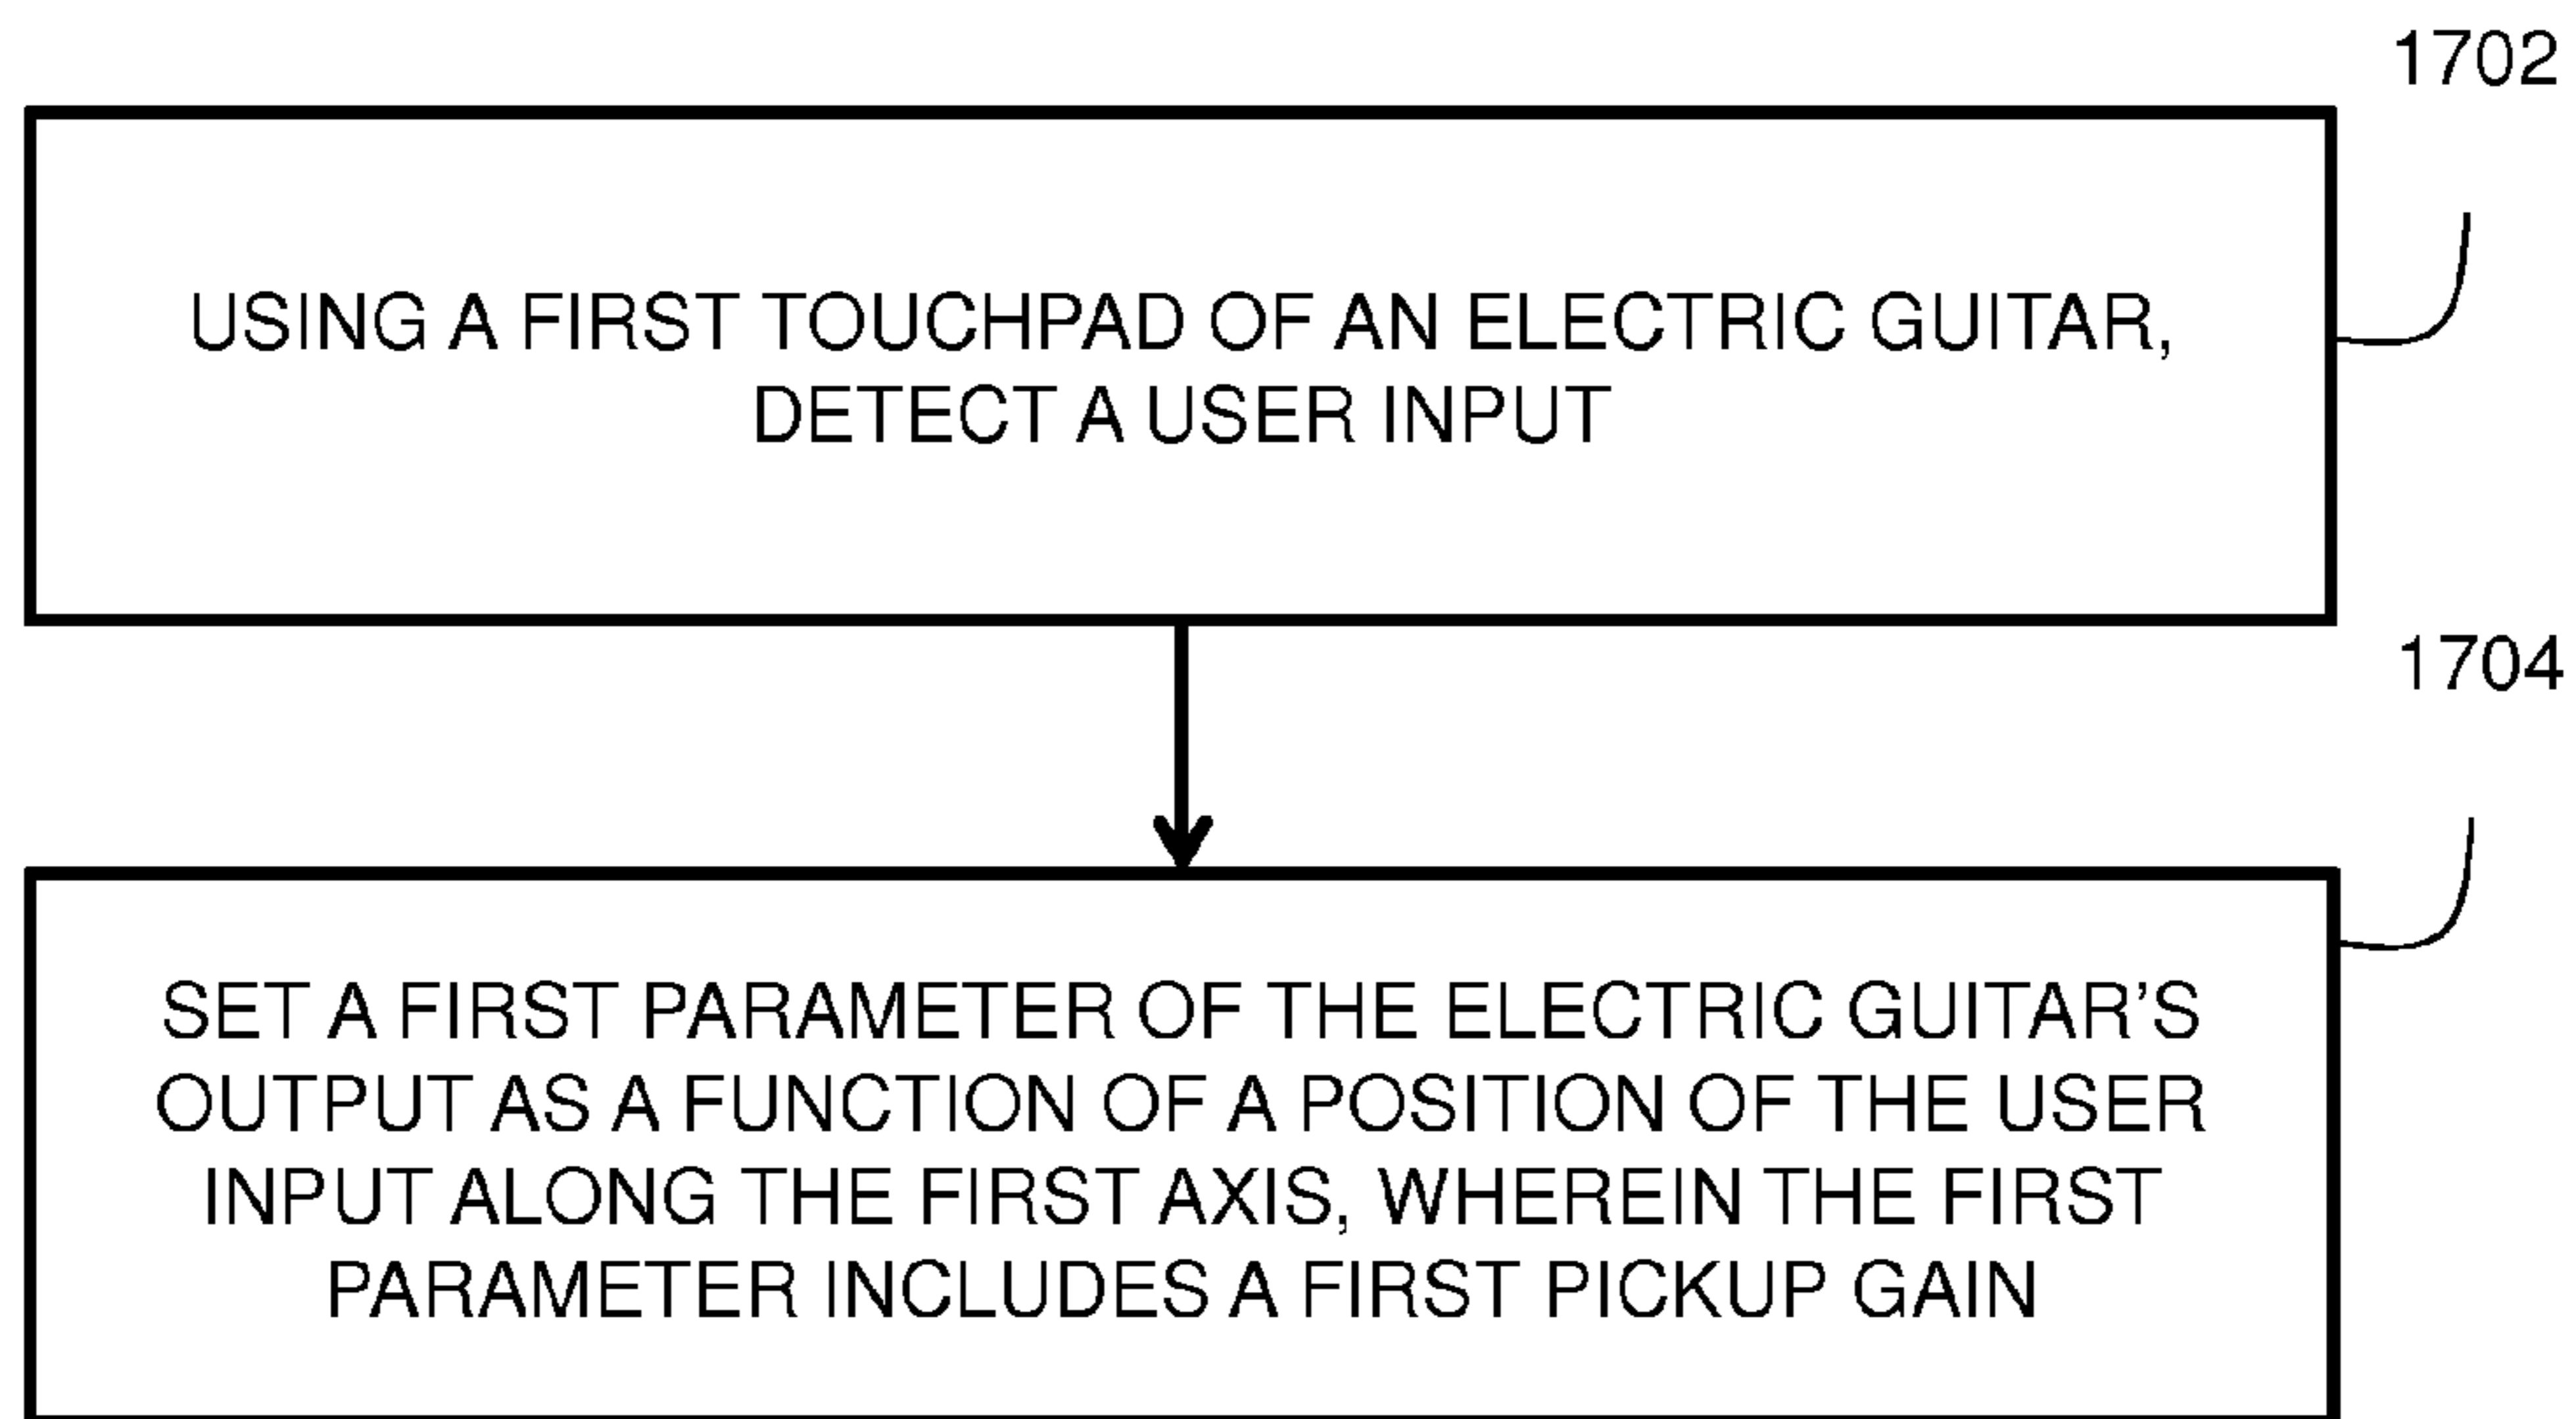 1702
USING A FIRST TOUCHPAD OF AN ELECTRIC GUITAR,
DETECT A USER INPUT
1704
SET A FIRST PARAMETER OF THE ELECTRIC GUITAR’S
OUTPUT AS A FUNCTION OF A POSITION OF THE USER
INPUT ALONG THE FIRST AXIS, WHEREIN THE FIRST
PARAMETER INCLUDES A FIRST PICKUP GAIN